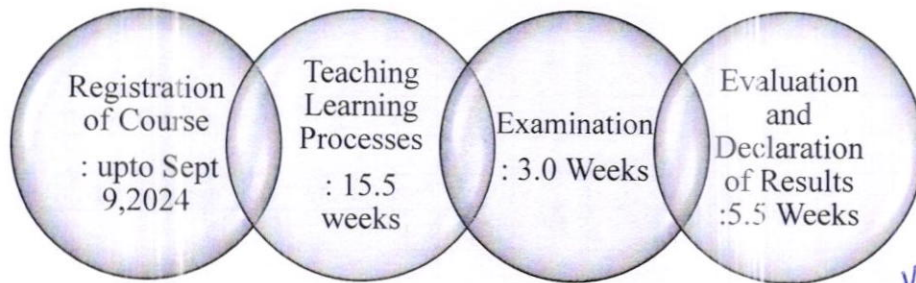 Registration
of Course
: upto Sept
9,2024
Teaching
Learning
Processes
: 15.5
weeks
Examination
: 3.0 Weeks
Evaluation
and
Declaration
of Results
:5.5 Weeks